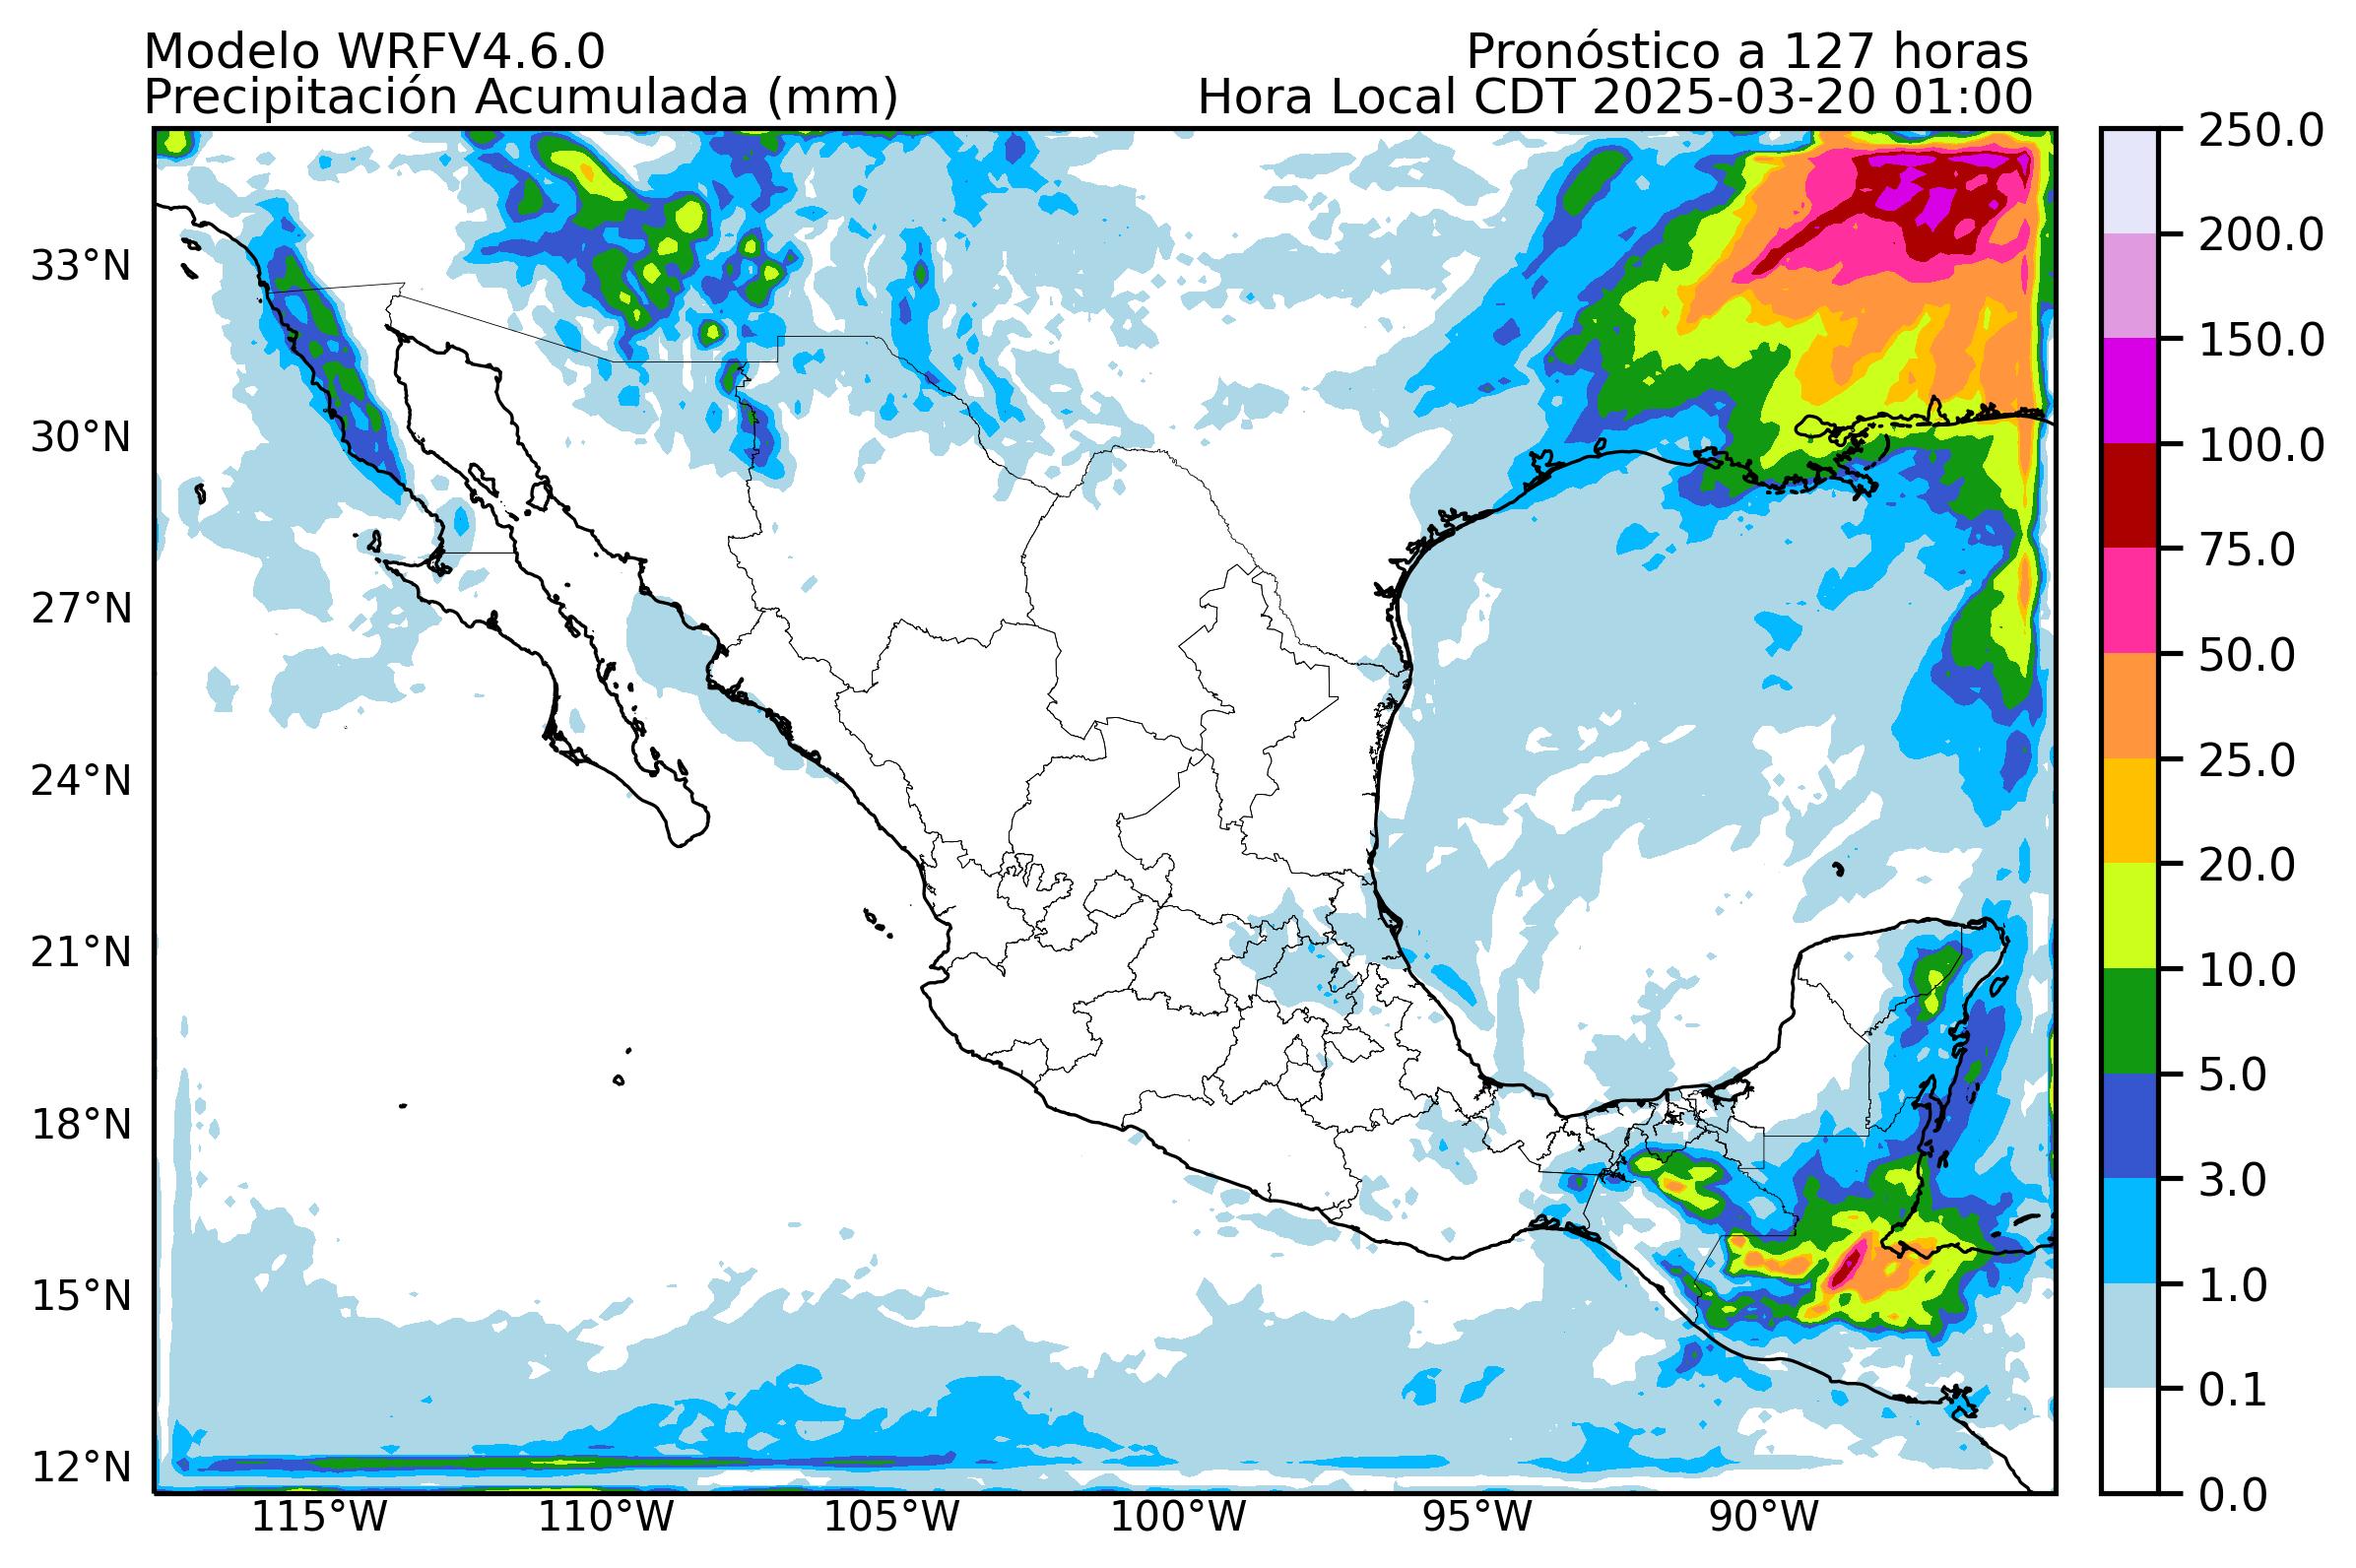 Modelo WRFV4.6.0
Pronóstico a 127 horas
Precipitación Acumulada (mm)
Hora Local CDT 2025-03-20 01:00
33°N
30°N
27°N
24°N
21°N
18°N
15°N
12°N
115°W
110°W
105°W
100°W
95°W
90°W
250.0
200.0
150.0
100.0
75.0
50.0
25.0
20.0
10.0
5.0
3.0
1.0
0.1
0.0